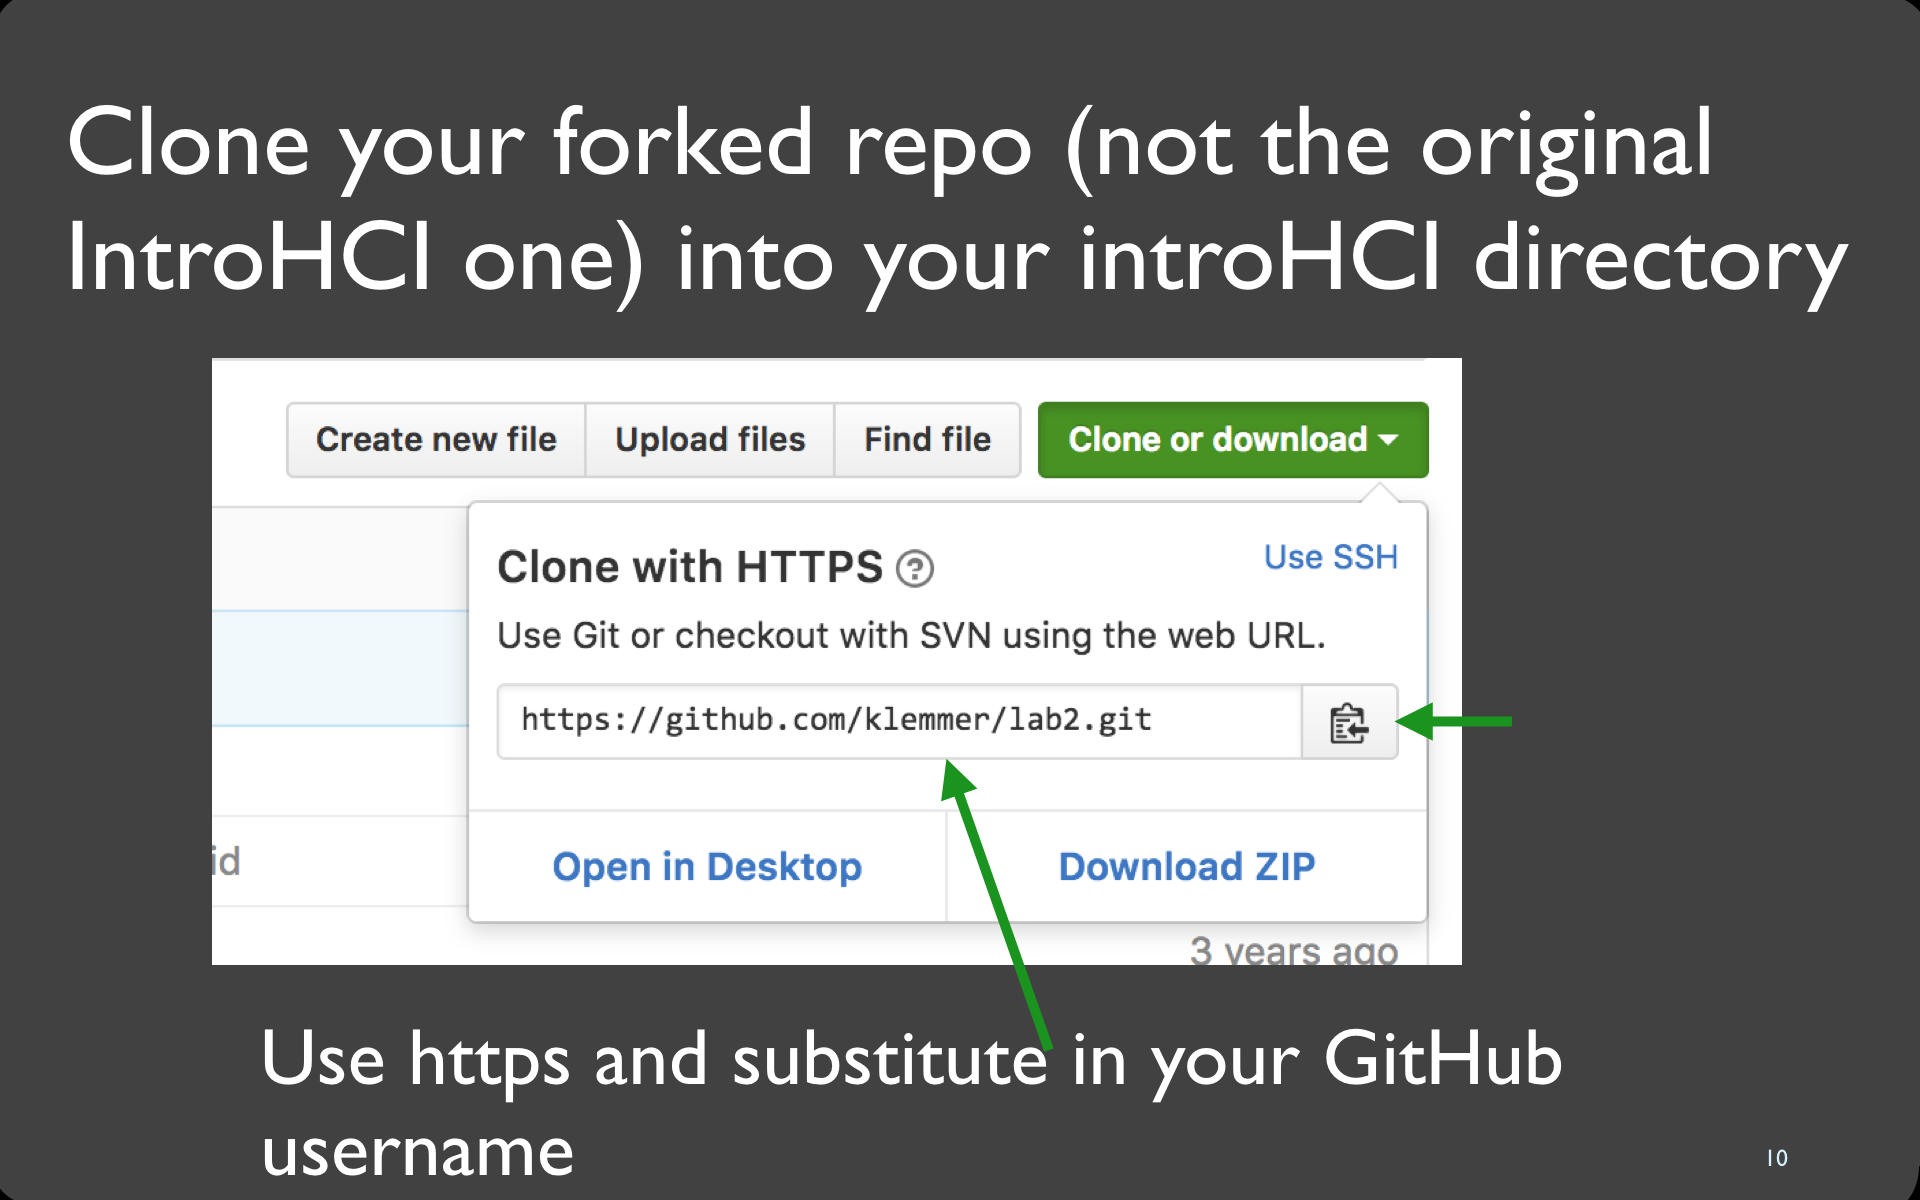 Clone your forked repo (not the original
IntroHCI one) into your introHCI directory
Create new file Upload files Find file Clone or download
Clone with HTTPS ? Use SSH
Use Git or checkout with SVN using the web URL.
https://github.com/klemmer/lab2.git
id
Open in Desktop Download ZIP
3 years ago
Use https and substitute in your GitHub
username
10